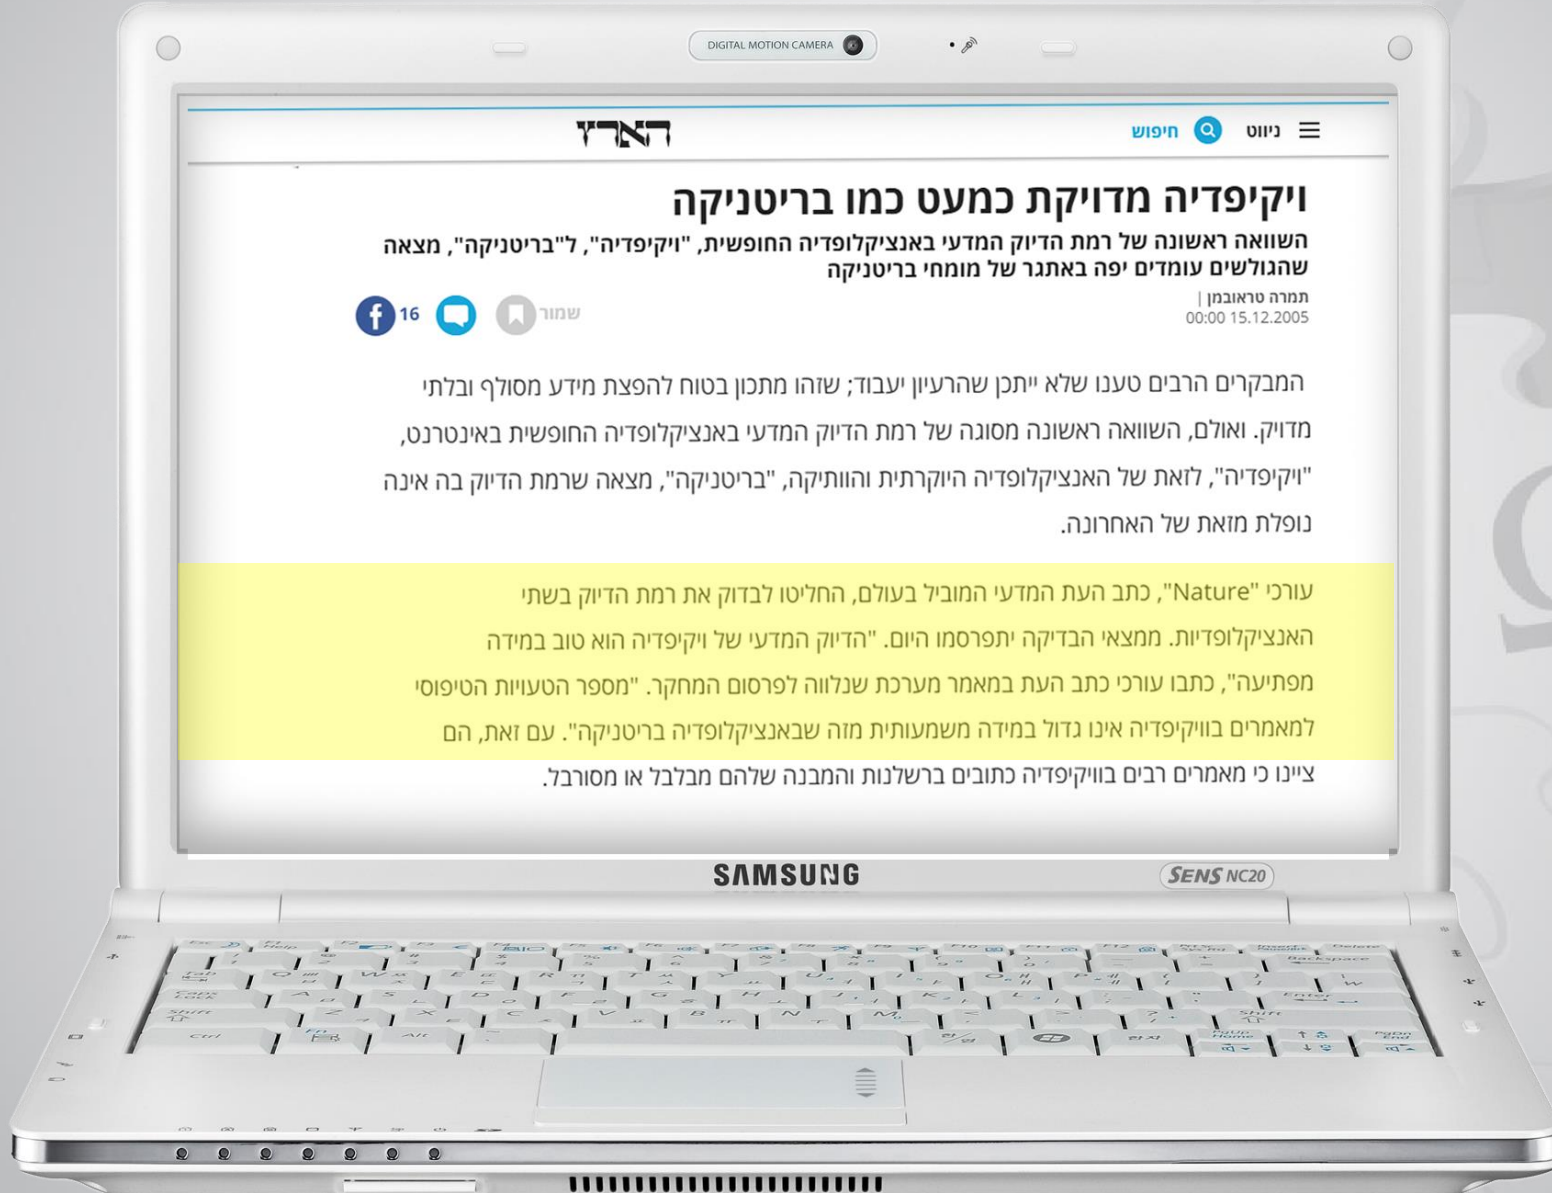 DIGITAL MOTION CAMERA
ניווט
חיפוש
הארץ
ויקיפדיה מדויקת כמעט כמו בריטניקה
השוואה ראשונה של רמת הדיוק המדעי באנציקלופדיה החופשית, "ויקיפדיה", ל"בריטניקה", מצאה
שהגולשים עומדים יפה באתגר של מומחי בריטניקה
תמרה טראובמן |
15.12.2005 00:00
שמור
16
המבקרים הרבים טענו שלא ייתכן שהרעיון יעבוד; שזהו מתכון בטוח להפצת מידע מסולף ובלתי
מדויק. ואולם, השוואה ראשונה מסוגה של רמת הדיוק המדעי באנציקלופדיה החופשית באינטרנט,
"ויקיפדיה", לזאת של האנציקלופדיה היוקרתית והוותיקה, "בריטניקה", מצאה שרמת הדיוק בה אינה
נופלת מזאת של האחרונה.
עורכי "Nature", כתב העת המדעי המוביל בעולם, החליטו לבדוק את רמת הדיוק בשתי
האנציקלופדיות. ממצאי הבדיקה יתפרסמו היום. "הדיוק המדעי של ויקיפדיה הוא טוב במידה
מפתיעה", כתבו עורכי כתב העת במאמר מערכת שנלווה לפרסום המחקר. "מספר הטעויות הטיפוסי
למאמרים בוויקיפדיה אינו גדול במידה משמעותית מזה שבאנציקלופדיה בריטניקה". עם זאת, הם
ציינו כי מאמרים רבים בוויקיפדיה כתובים ברשלנות והמבנה שלהם מבלבל או מסורבל.
SAMSUNG
SENS NC20